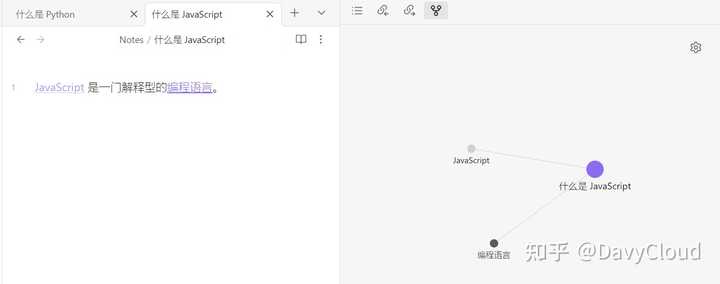 什么是 Python
什么是 JavaScript
Notes / 什么是 JavaScript
1 JavaScript 是一门解释型的编程语言。
JavaScript
什么是 JavaScript
编程语言
知乎 @DavyCloud